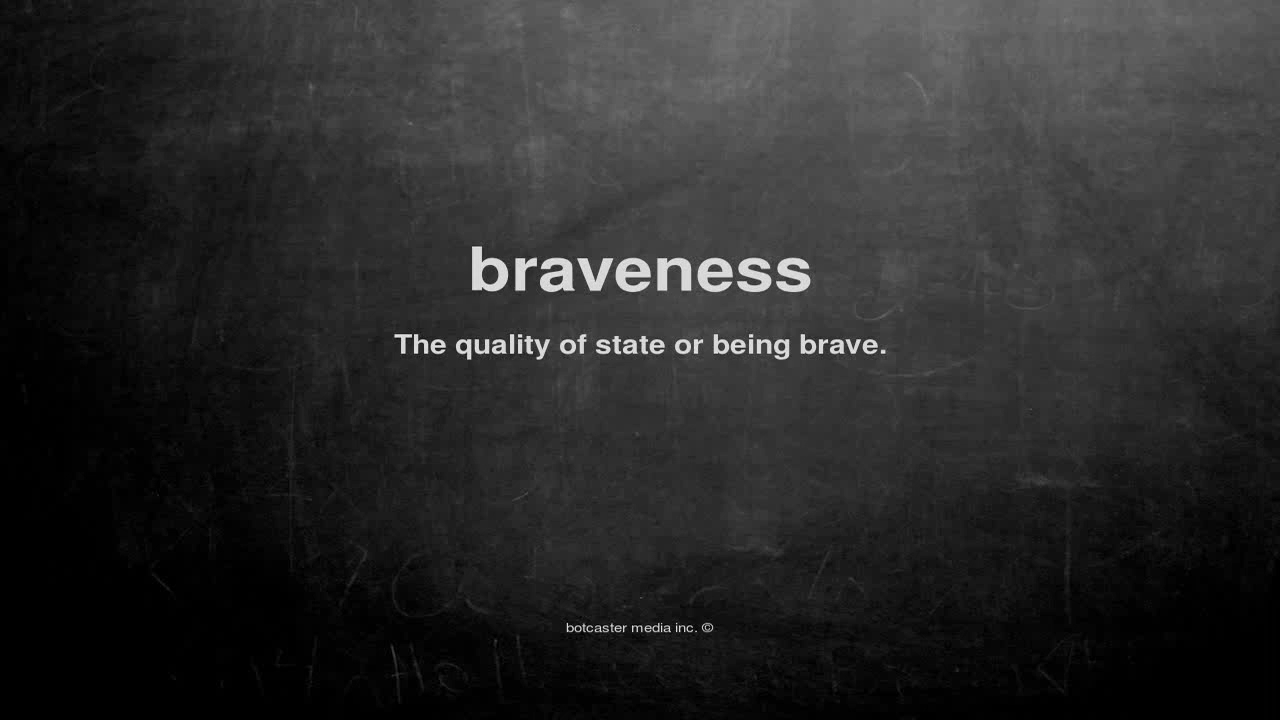 braveness
The quality of state or being brave.
botcaster media inc. ©